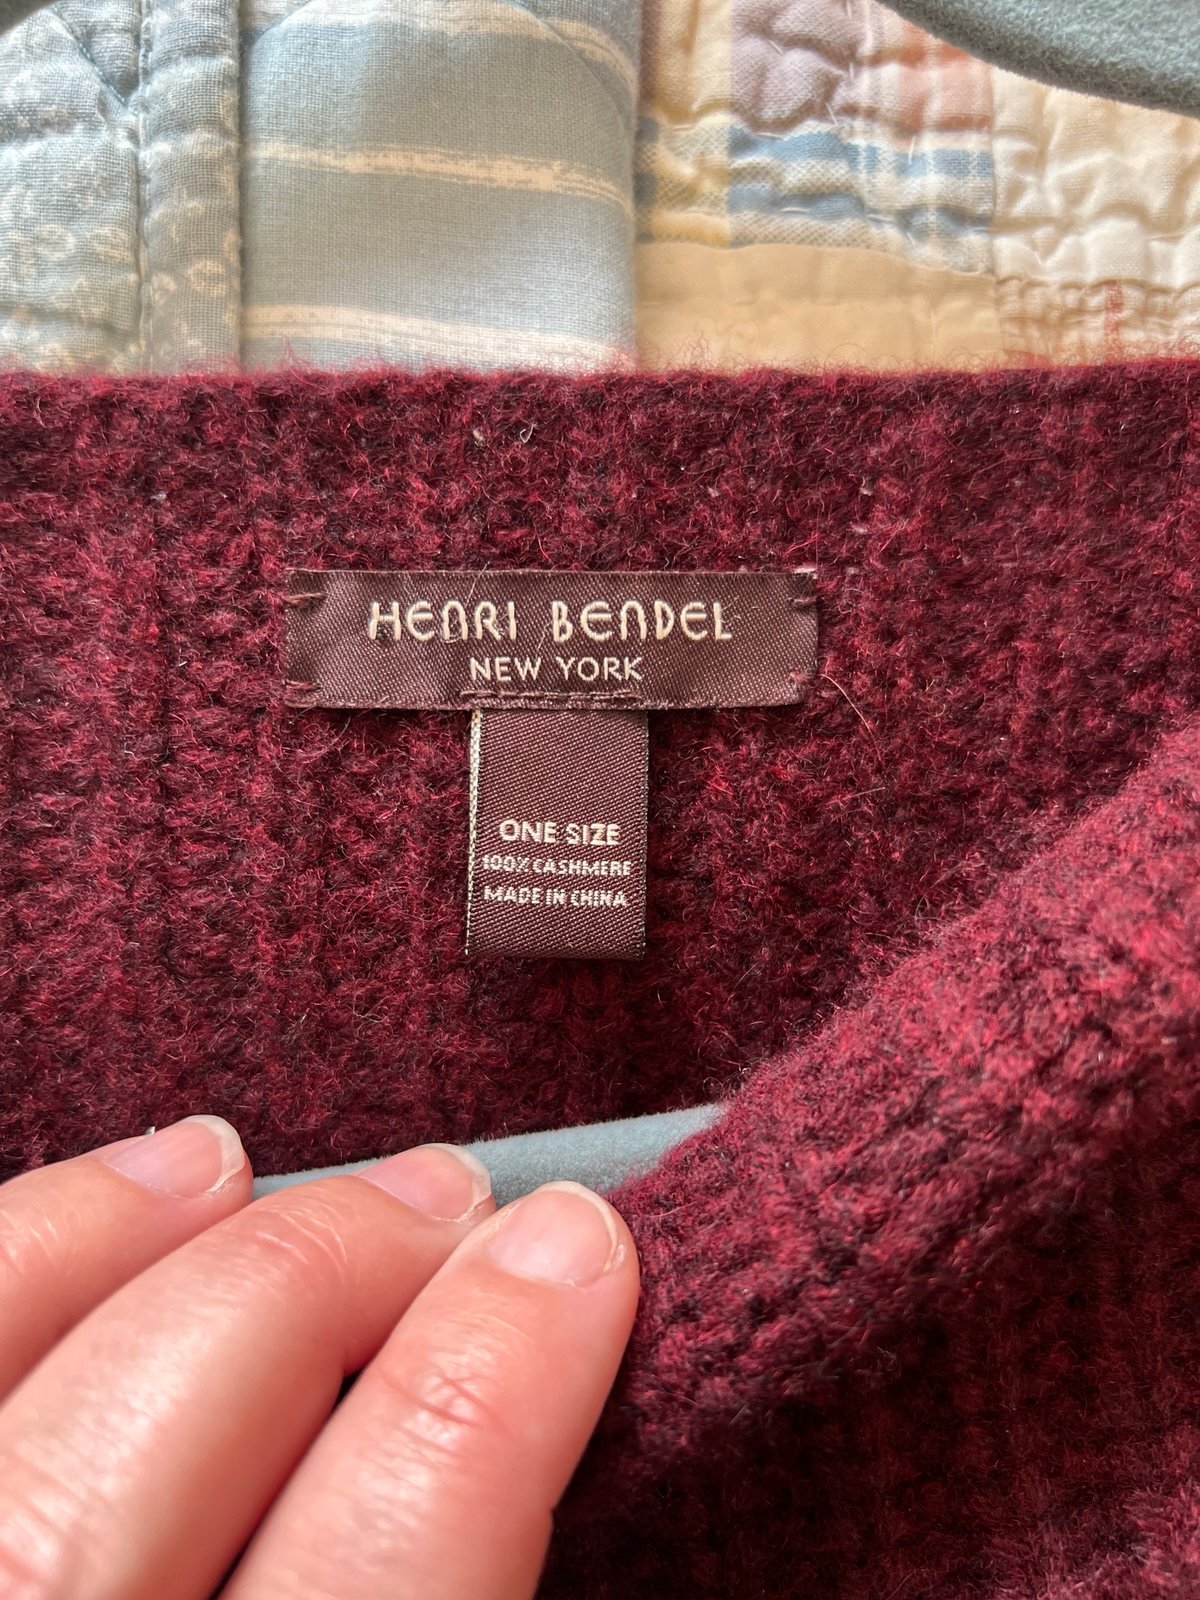 HENRI BENDEL
NEW YORK
ONE SIZE
100% CASHMERE
MADE IN CHINA